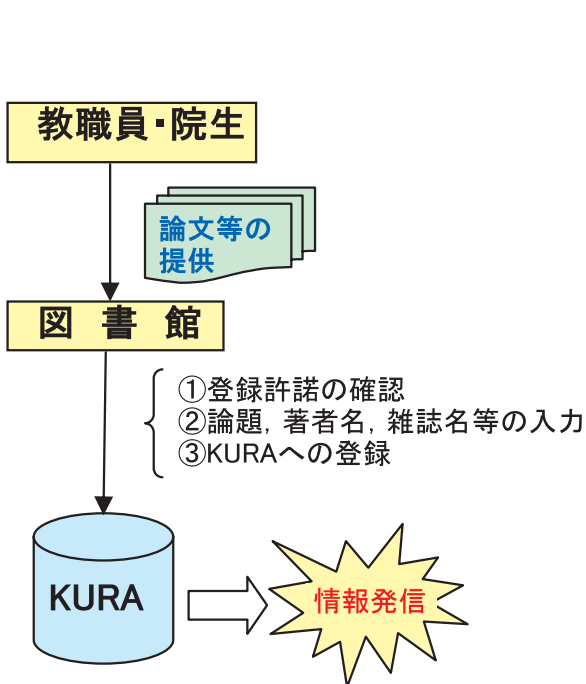 教職員・院生
論文等の
提供
図 書 館
①登録許諾の確認
②論題，著者名，雑誌名等の入力
③KURAへの登録
KURA
情報発信